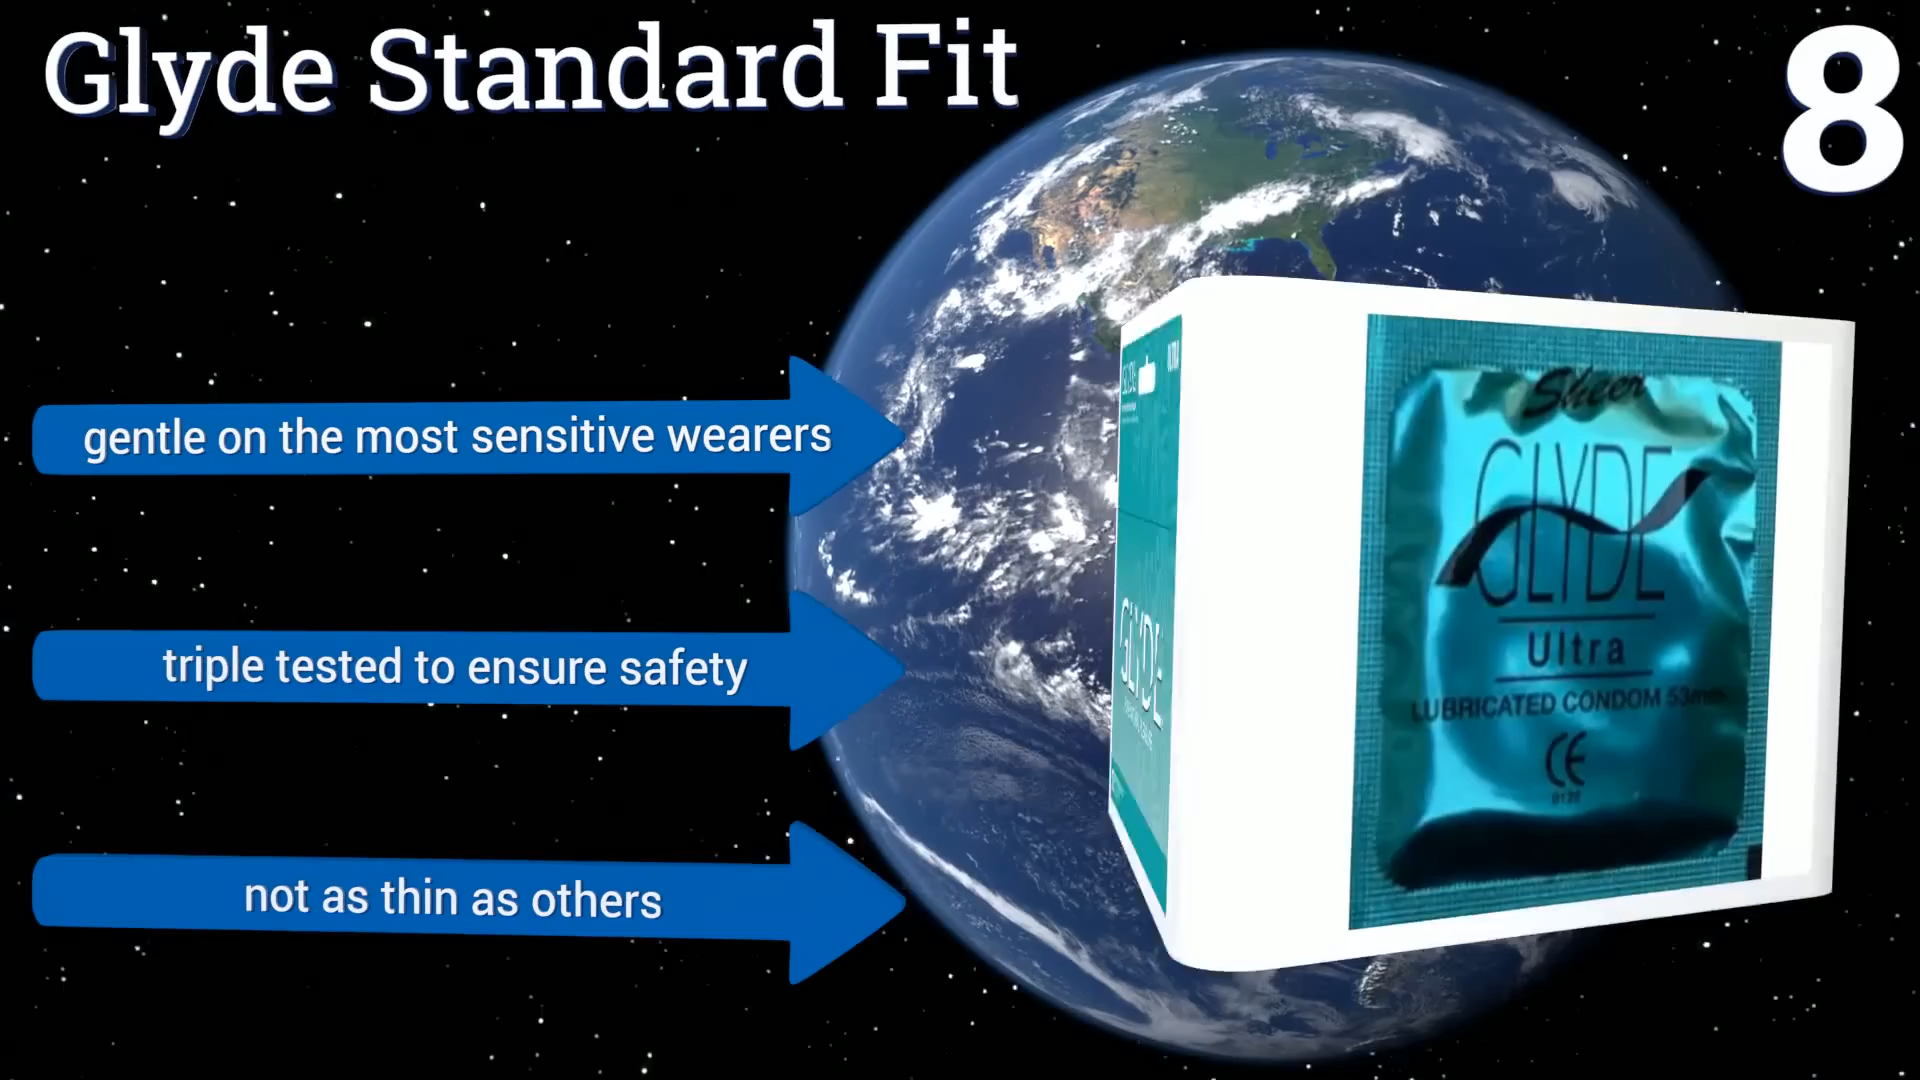 Glyde Standard Fit
8
gentle on the most sensitive wearers
triple tested to ensure safety
not as thin as others
Sheer
GLYDE
Ultra
LUBRICATED CONDOM 53mm
CE
GLYDE